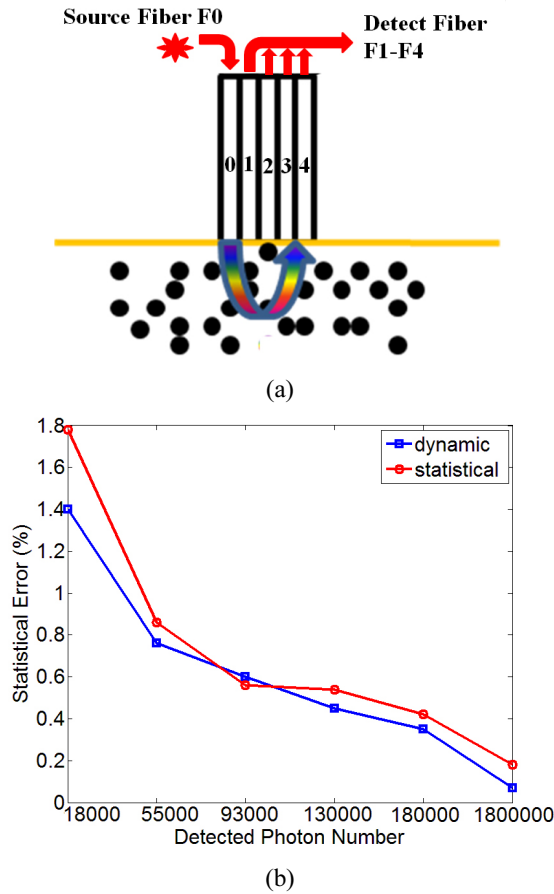 Source Fiber F0
Detect Fiber
F1-F4
0 1 2 3 4
(a)
1.8
1.6
1.4
1.2
1
0.8
0.6
0.4
0.2
0
Statistical Error (%)
dynamic
statistical
18000 55000 93000 130000 180000 1800000
Detected Photon Number
(b)